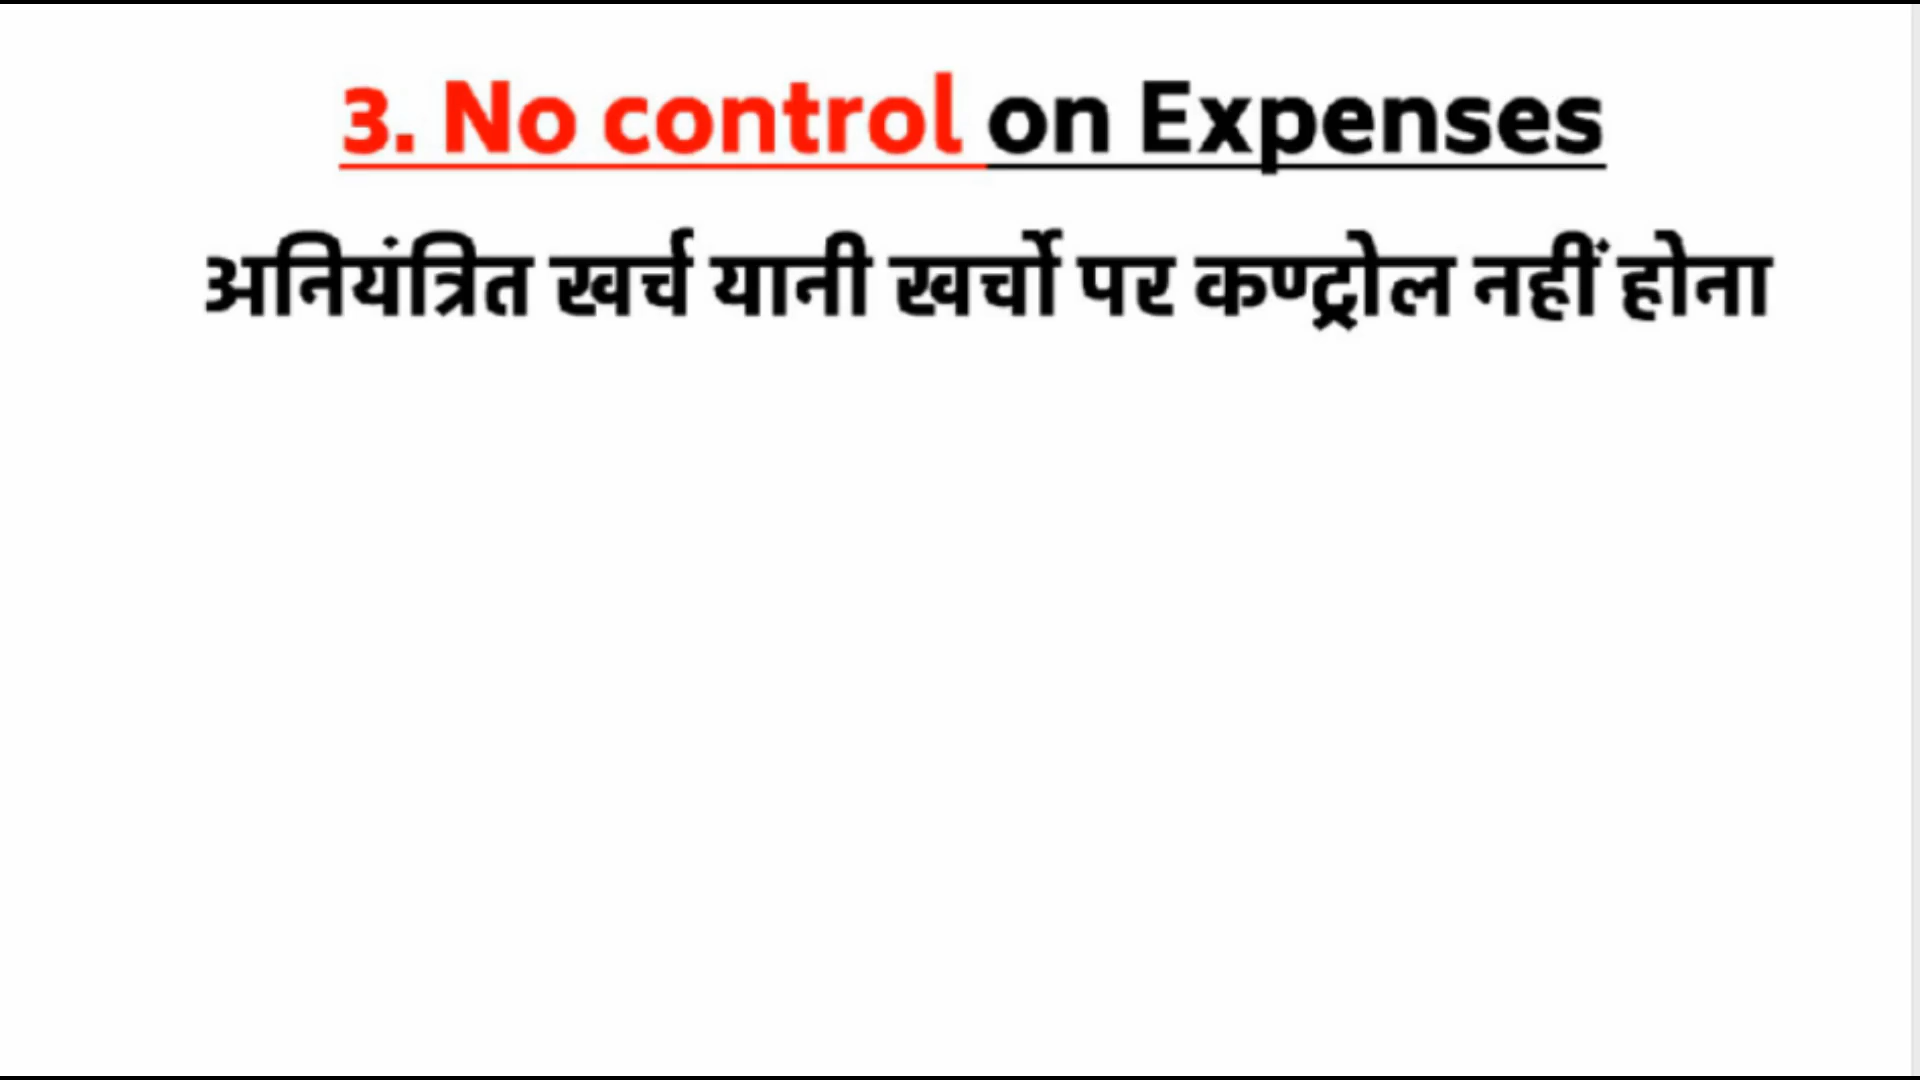 3. No control on Expenses
अनियंत्रित खर्च यानी खर्चो पर कण्ट्रोल नहीं होना